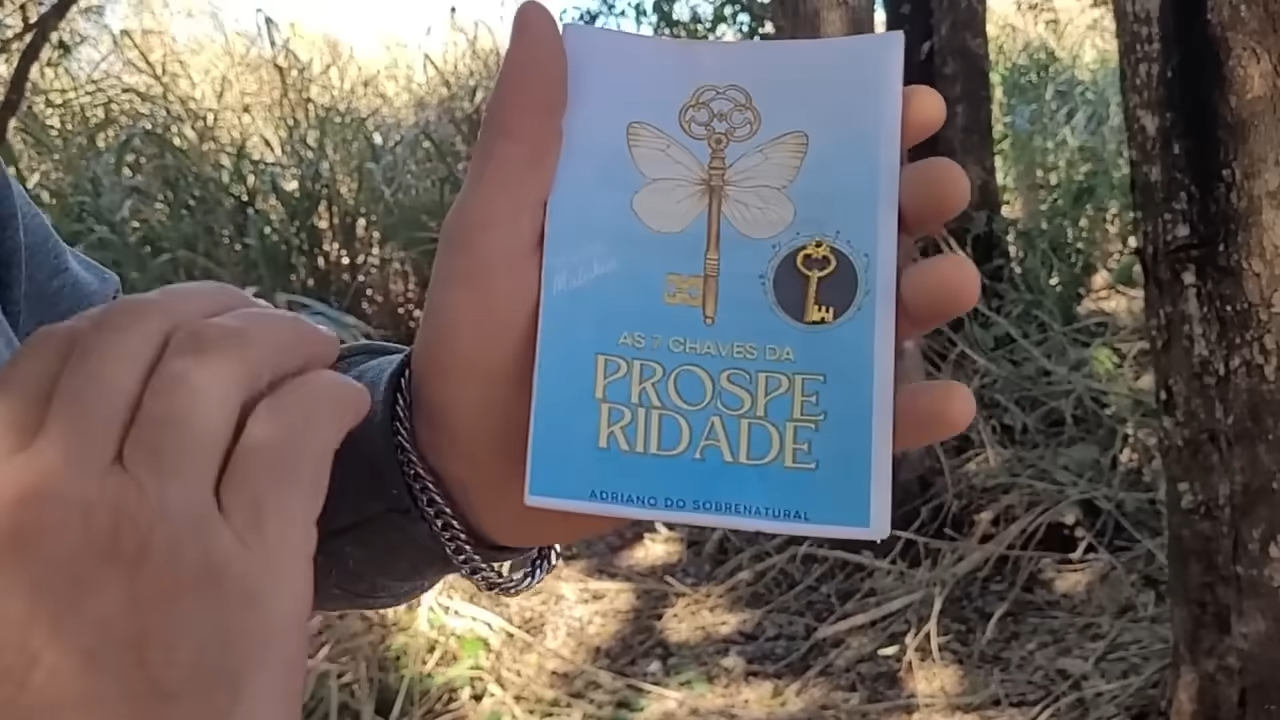 AS 7 CHAVES DA
PROSPE
RIDADE
ADRIANO DO SOBRENATURAL